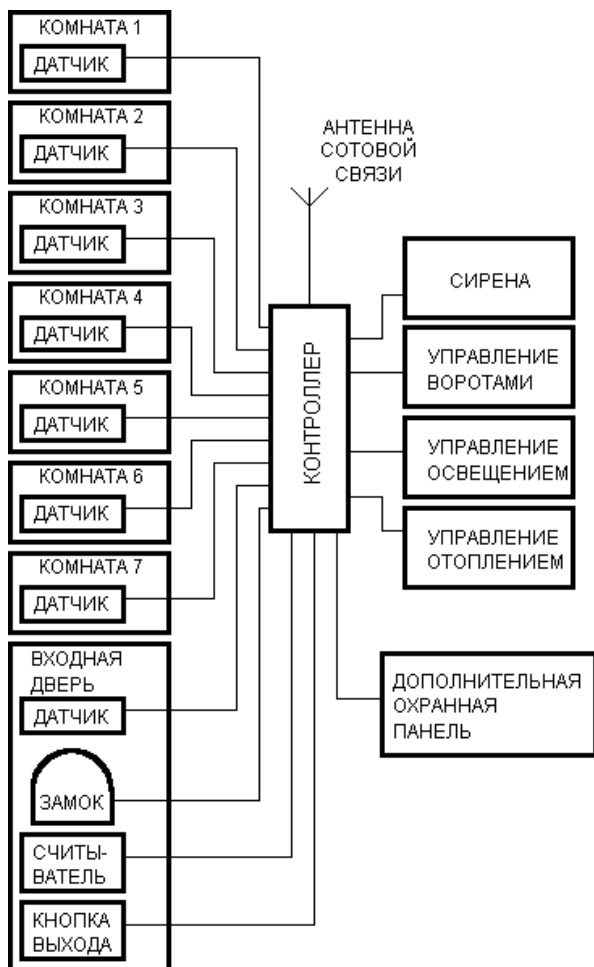 КОМНАТА 1
ДАТЧИК
КОМНАТА 2
ДАТЧИК
КОМНАТА 3
ДАТЧИК
КОМНАТА 4
ДАТЧИК
КОМНАТА 5
ДАТЧИК
КОМНАТА 6
ДАТЧИК
КОМНАТА 7
ДАТЧИК
ВХОДНАЯ
ДВЕРЬ
ДАТЧИК
ЗАМОК
СЧИТЫ-
ВАТЕЛЬ
КНОПКА
ВЫХОДА
АНТЕННА
СОТОВОЙ
СВЯЗИ
КОНТРОЛЛЕР
СИРЕНА
УПРАВЛЕНИЕ
ВОРОТАМИ
УПРАВЛЕНИЕ
ОСВЕЩЕНИЕМ
УПРАВЛЕНИЕ
ОТОПЛЕНИЕМ
ДОПОЛНИТЕЛЬНАЯ
ОХРАННАЯ
ПАНЕЛЬ